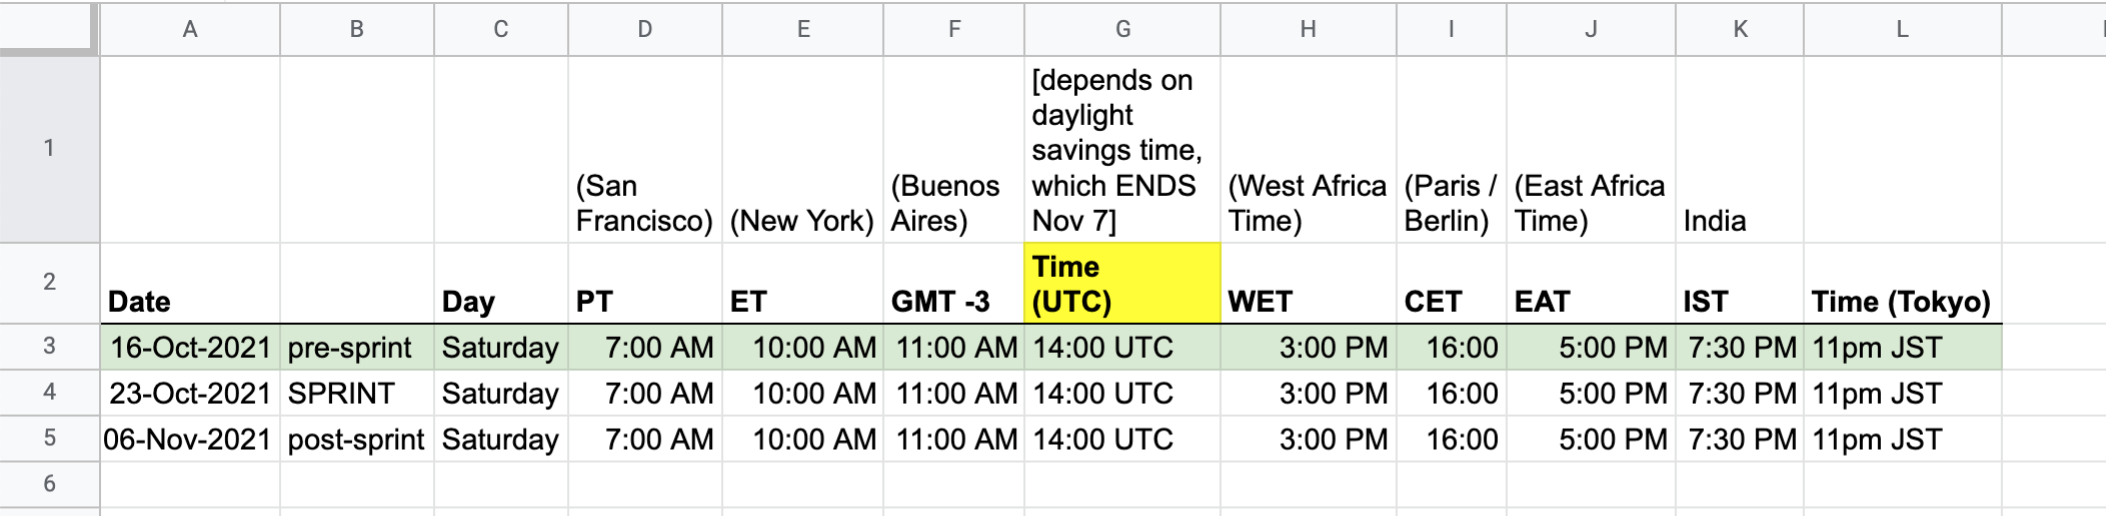 A B C D E F G H I J K L
1 (San Francisco) (New York) (Buenos Aires) [depends on daylight savings time, which ENDS Nov 7] (West Africa Time) (Paris / Berlin) (East Africa Time) India
2 Date Day PT ET GMT -3 Time (UTC) WET CET EAT IST Time (Tokyo)
3 16-Oct-2021 pre-sprint Saturday 7:00 AM 10:00 AM 11:00 AM 14:00 UTC 3:00 PM 16:00 5:00 PM 7:30 PM 11pm JST
4 23-Oct-2021 SPRINT Saturday 7:00 AM 10:00 AM 11:00 AM 14:00 UTC 3:00 PM 16:00 5:00 PM 7:30 PM 11pm JST
5 06-Nov-2021 post-sprint Saturday 7:00 AM 10:00 AM 11:00 AM 14:00 UTC 3:00 PM 16:00 5:00 PM 7:30 PM 11pm JST
6